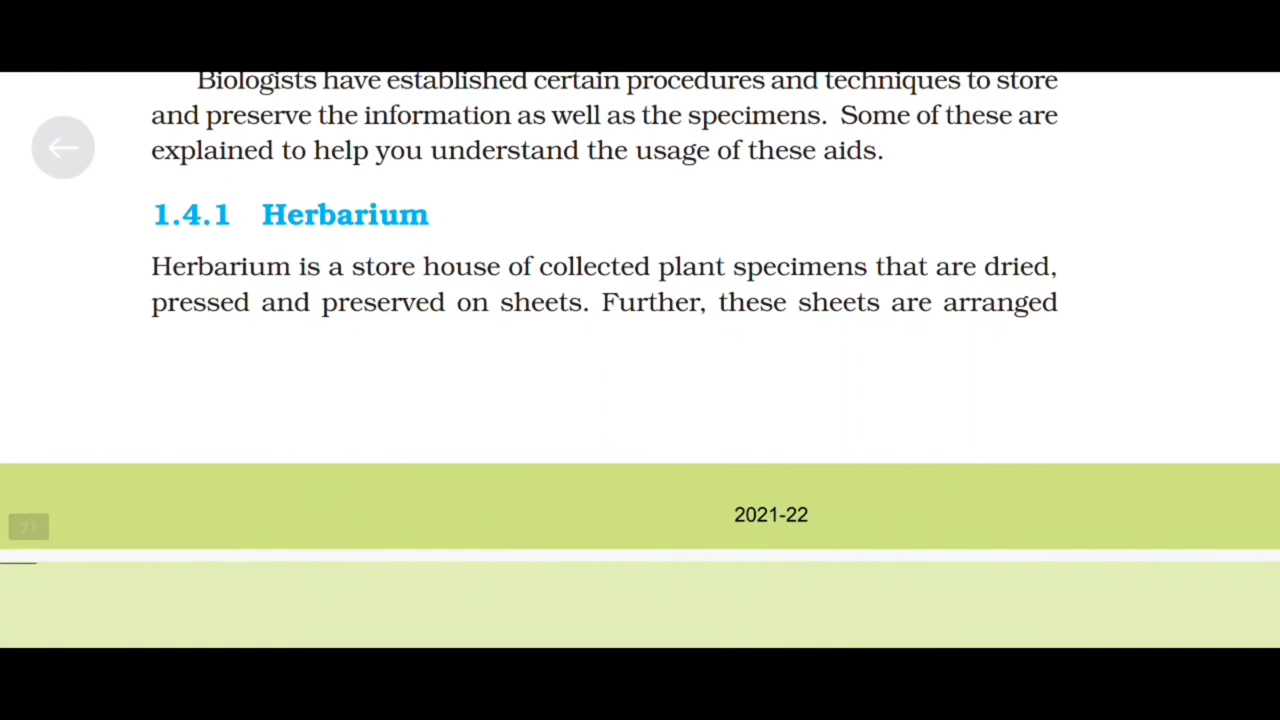 Biologists have established certain procedures and techniques to store
and preserve the information as well as the specimens. Some of these are
explained to help you understand the usage of these aids.
1.4.1 Herbarium
Herbarium is a store house of collected plant specimens that are dried,
pressed and preserved on sheets. Further, these sheets are arranged
2021-22
21